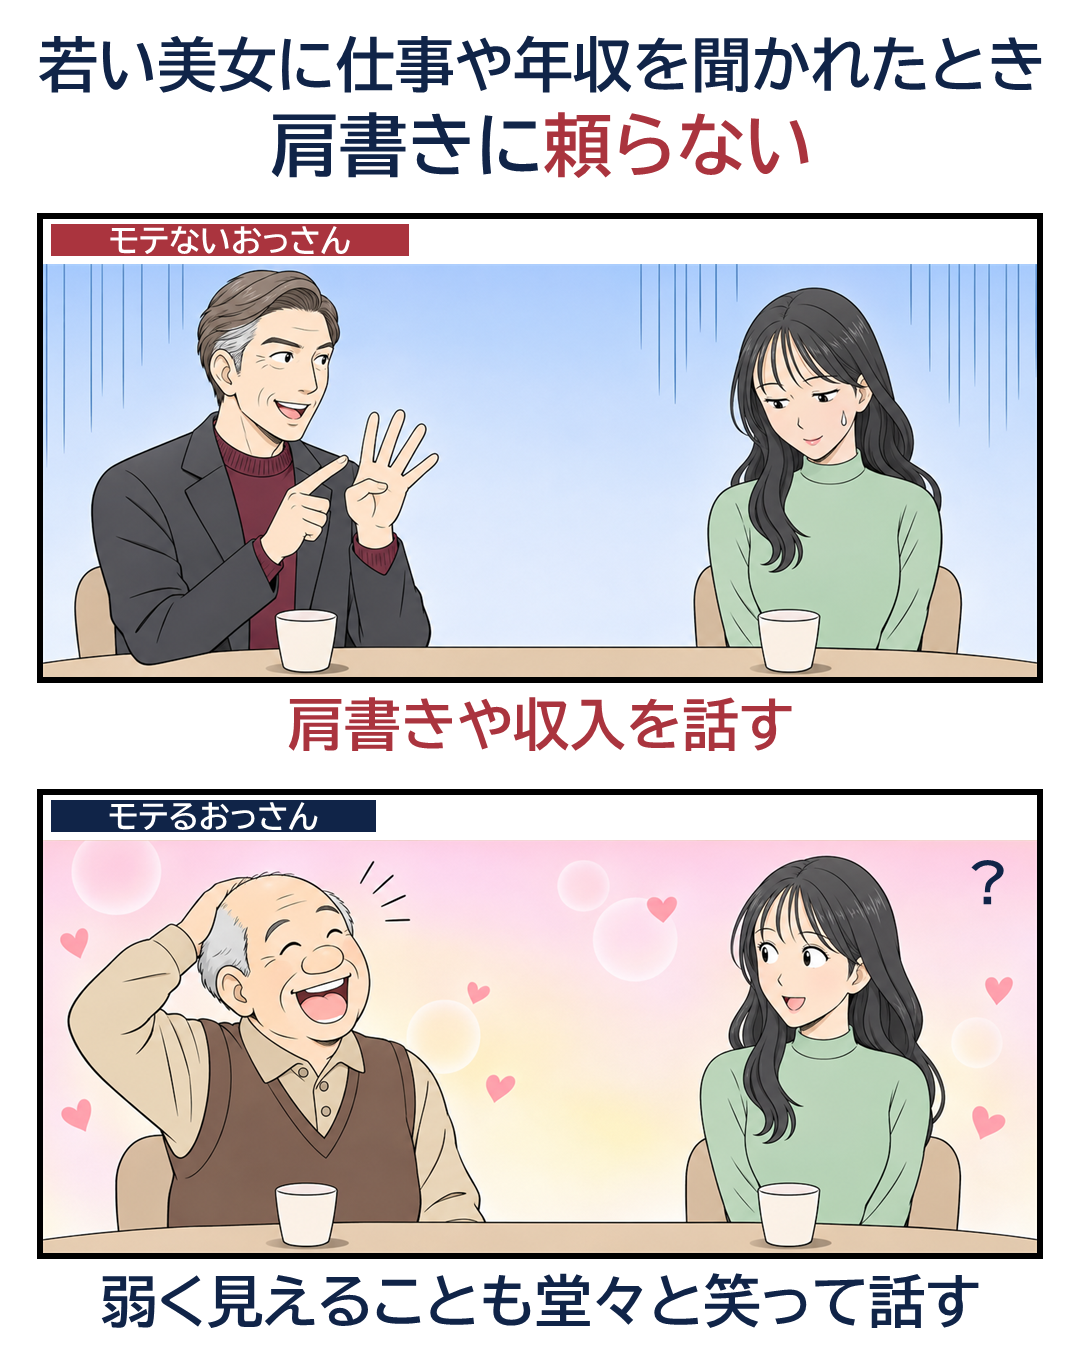 若い美女に仕事や年収を聞かれたとき
肩書きに頼らない
モテないおっさん
肩書きや収入を話す
モテるおっさん
?
弱く見えることも堂々と笑って話す